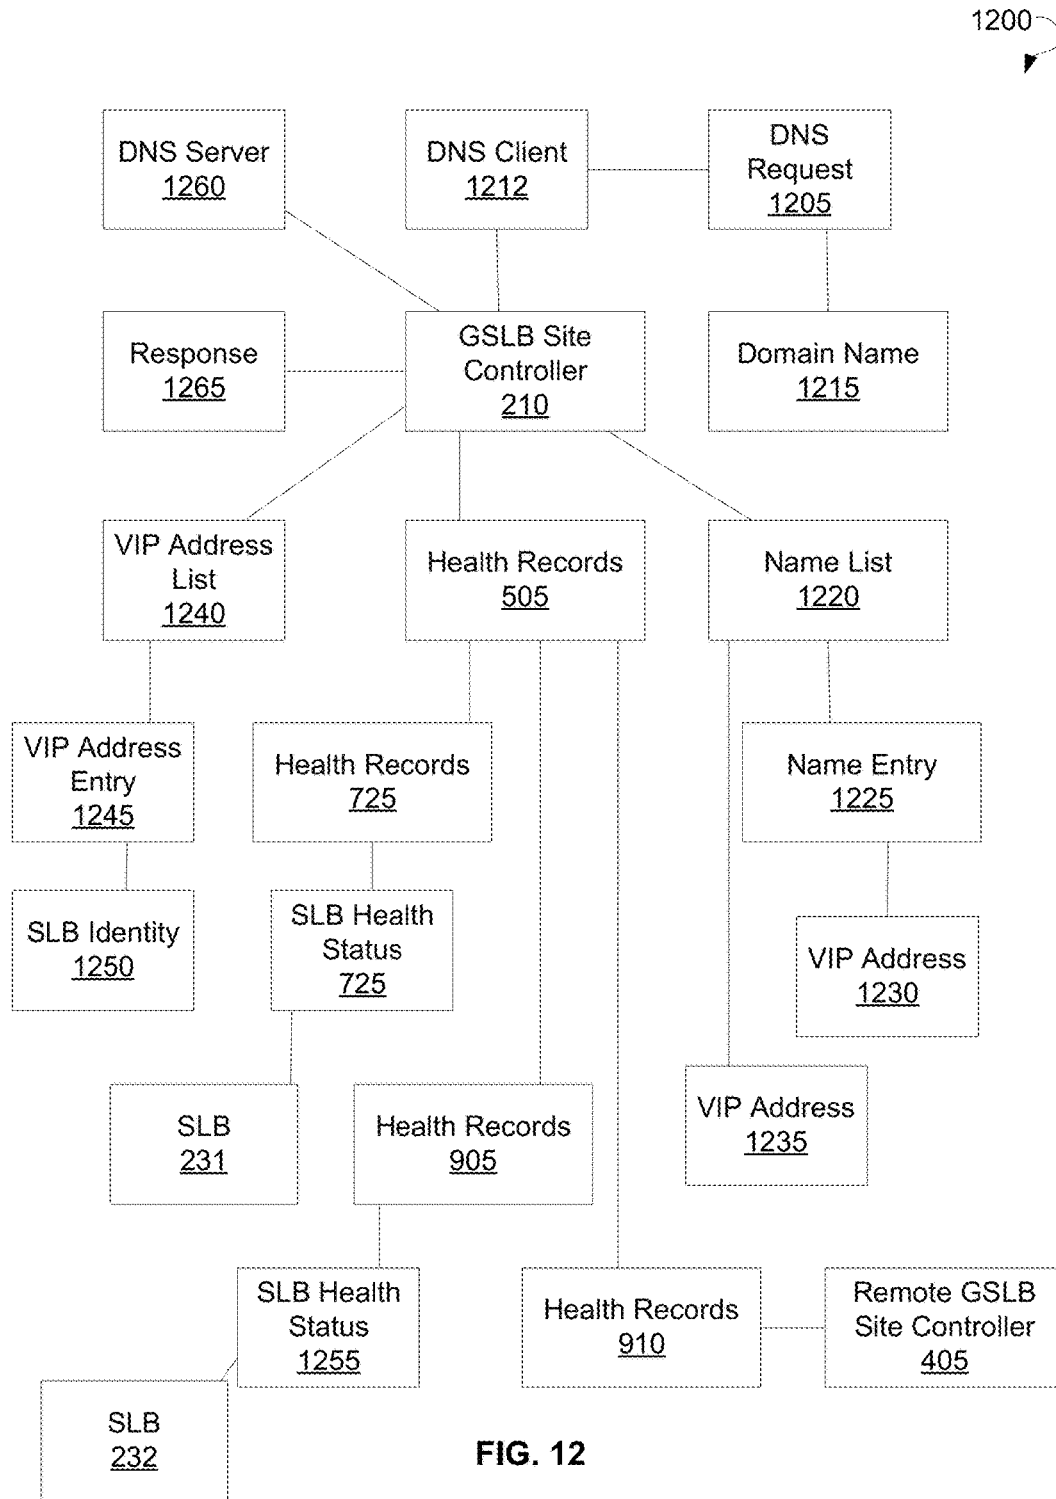 1200
DNS Server
1260
DNS Client
1212
DNS
Request
1205
Response
1265
GSLB Site
Controller
210
Domain Name
1215
VIP Address
List
1240
Health Records
505
Name List
1220
VIP Address
Entry
1245
Health Records
725
Name Entry
1225
SLB Identity
1250
SLB Health
Status
725
VIP Address
1230
SLB
231
Health Records
905
VIP Address
1235
SLB Health
Status
1255
Health Records
910
Remote GSLB
Site Controller
405
SLB
232
FIG. 12